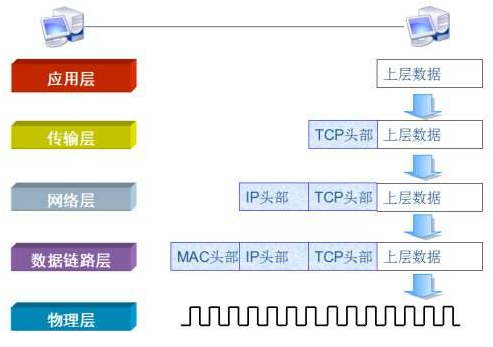 应用层
上层数据
传输层
TCP头部 上层数据
网络层
IP头部 TCP头部 上层数据
数据链路层
MAC头部 IP头部 TCP头部 上层数据
物理层